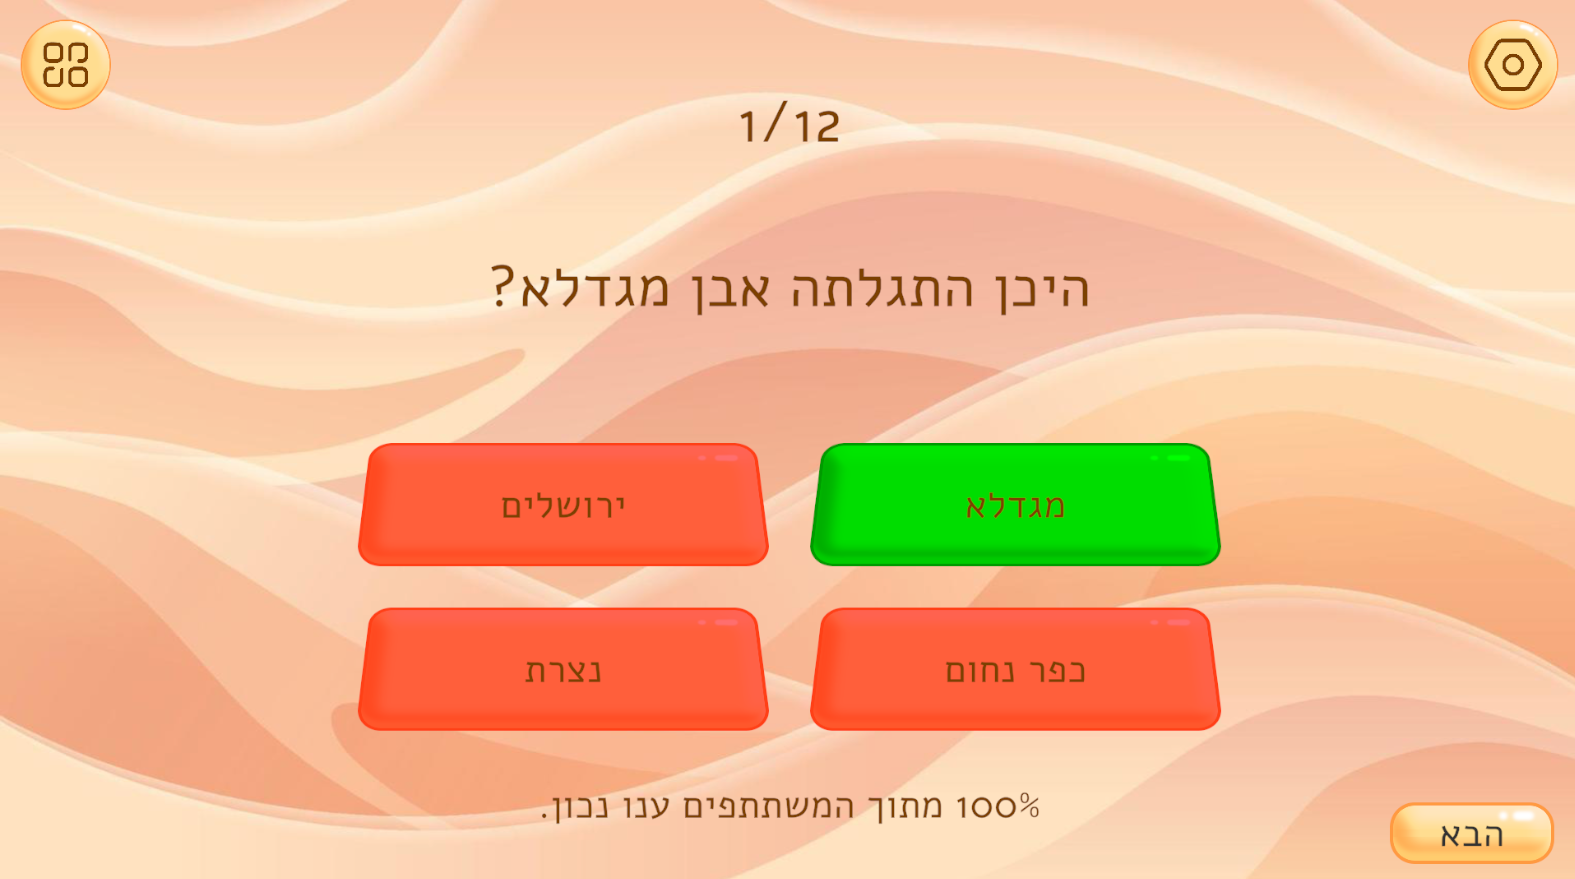 1/12
היכן התגלתה אבן מגדלא?
מגדלא
ירושלים
כפר נחום
נצרת
100% מתוך המשתתפים ענו נכון.
הבא